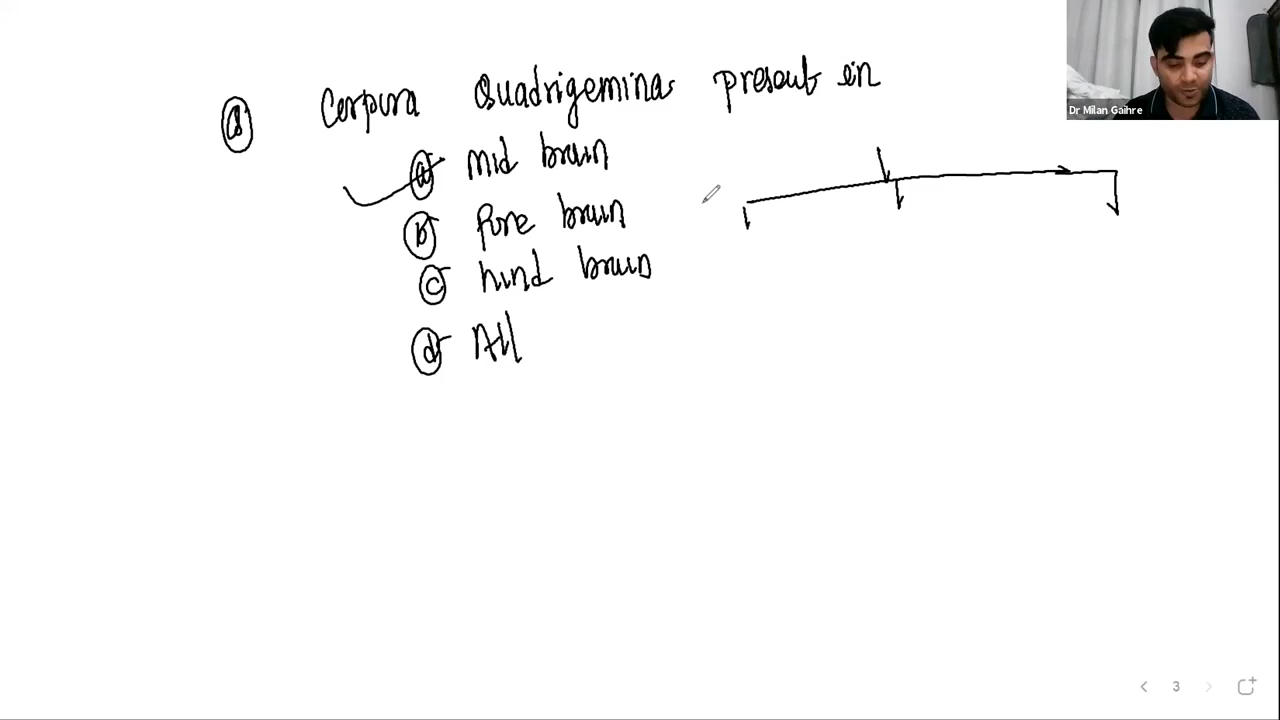 Q Corpora Quadrigemina present in
a mid brain
b fore brain
c hind brain
d All
Dr Milan Gaihre
3